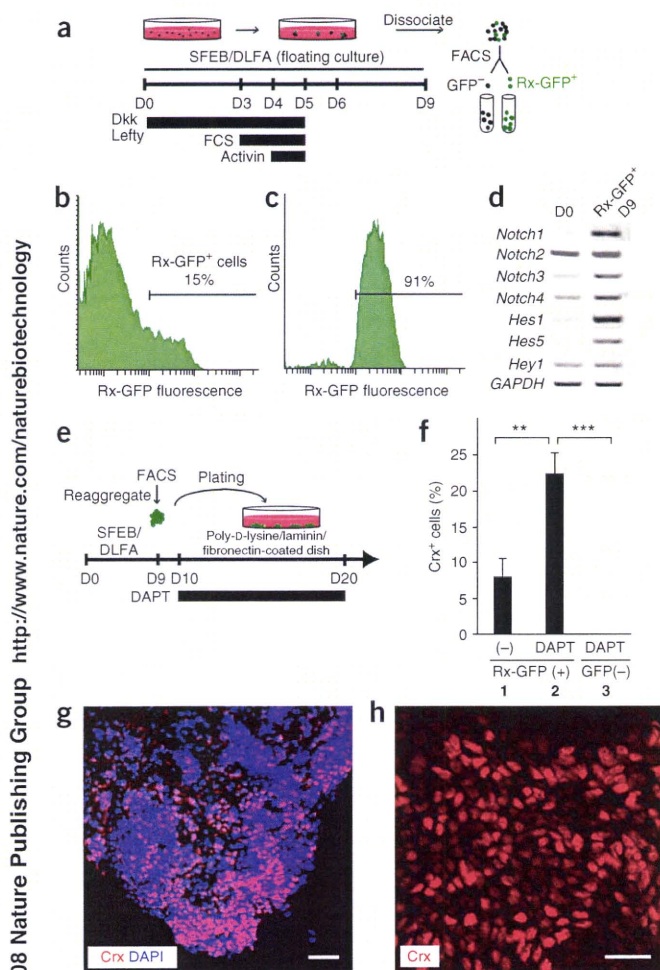 a
Dissociate
SFEB/DLFA (floating culture)
FACS
GFP⁻
Rx-GFP⁺
D0 D3 D4 D5 D6 D9
Dkk
Lefty
FCS
Activin
b
Counts
Rx-GFP⁺ cells
15%
Rx-GFP fluorescence
c
Counts
91%
Rx-GFP fluorescence
d
D0 Rx-GFP⁺ D9
Notch1
Notch2
Notch3
Notch4
Hes1
Hes5
Hey1
GAPDH
e
FACS
Plating
Reaggregate
SFEB/
DLFA
Poly-D-lysine/laminin/
fibronectin-coated dish
D0 D9 D10 D20
DAPT
f
** ***
Crx⁺ cells (%)
25
20
15
10
5
0
(–) DAPT DAPT
Rx-GFP (+) GFP(–)
1 2 3
g
Crx DAPI
h
Crx
08 Nature Publishing Group http://www.nature.com/naturebiotechnology